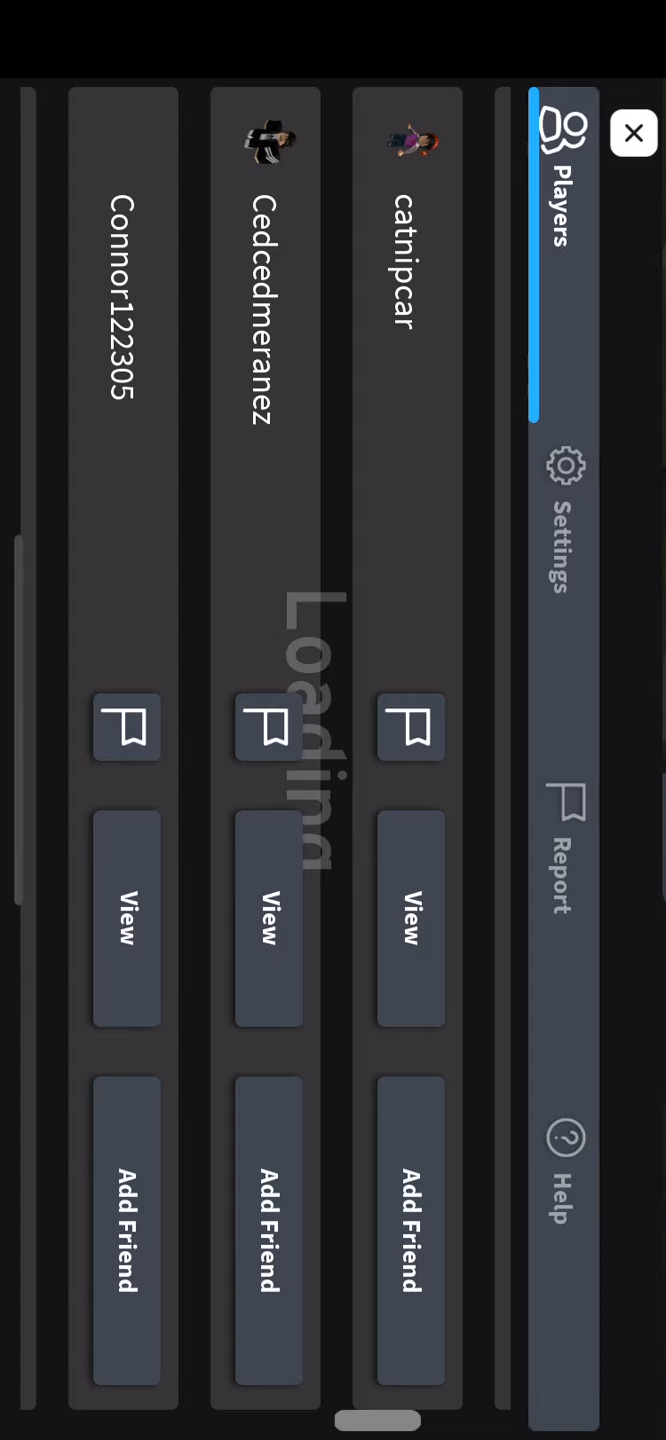 Players
Settings
Report
Help
catnipcar
View
Add Friend
Loading
Cedcedmeranez
View
Add Friend
Connor122305
View
Add Friend